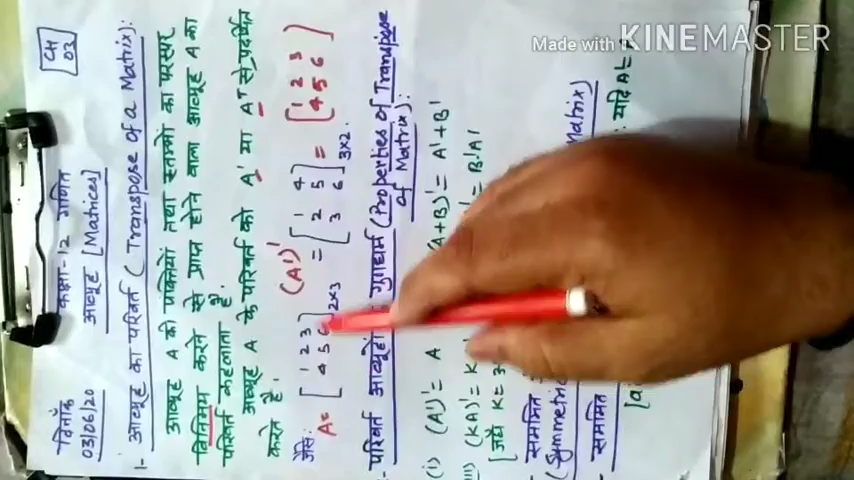 Made with KINEMASTER
CH 03
दिनाँक
03/06/20
कक्षा-12 गणित
आव्यूह [Matrices]
1- आव्यूह का परिवर्त (Transpose of a Matrix):
आव्यूह A की पंक्तियों तथा स्तम्भों का परस्पर
विनिमय करने से प्राप्त होने वाला आव्यूह A का
परिवर्त कहलाता है.
आव्यूह A के परिवर्त को A' या Aᵀ से प्रदर्शित
करते है.
जैसे:
A= [1 2 3 / 4 5 6] 2×3 (A')' = [1 4 / 2 5 / 3 6] 3×2. = [1 2 3 / 4 5 6]
परिवर्त आव्यूहों गुणधर्म (Properties of Transpose
of Matrix):
(i) (A')' = A (A+B)' = A'+B'
(iii) (KA)' = K = B'A'
[जहाँ K
सममित
(Symmetric Matrix)
सममित : यदि A'=